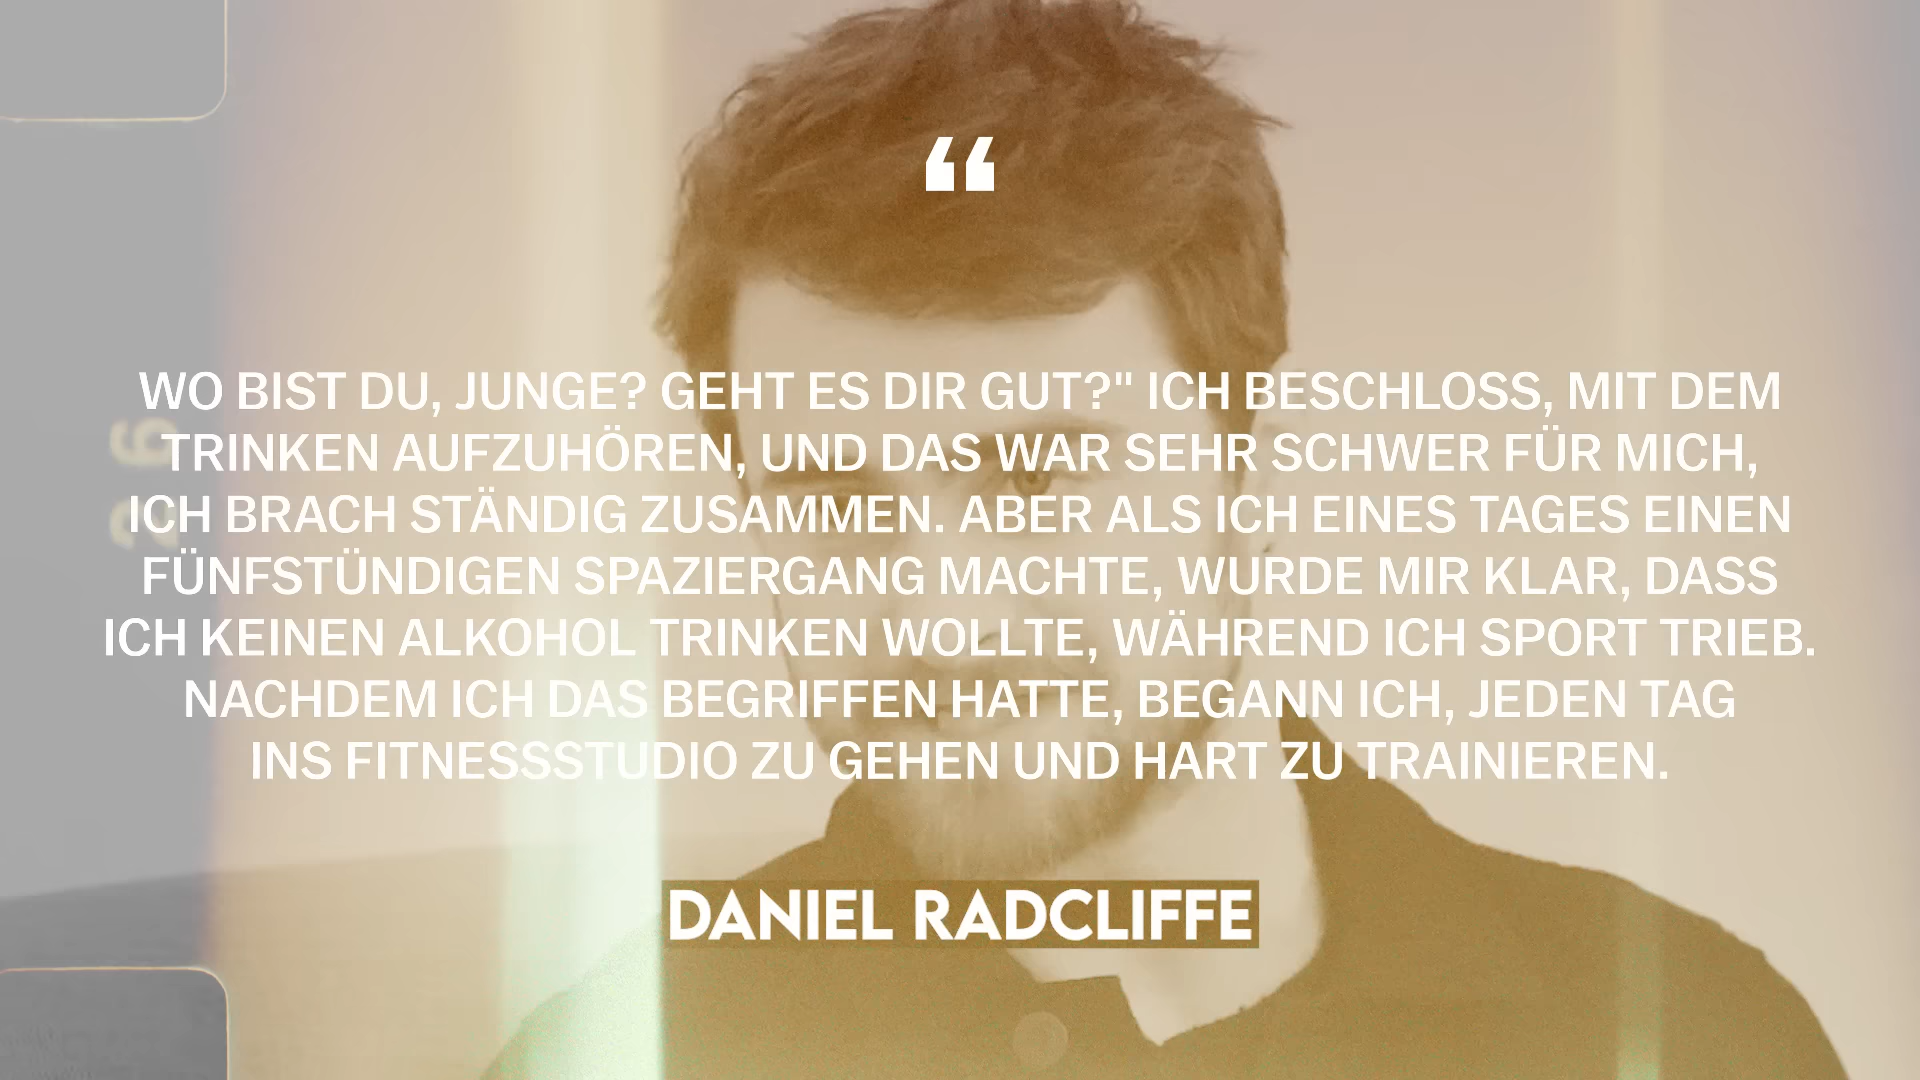 26
“
WO BIST DU, JUNGE? GEHT ES DIR GUT?" ICH BESCHLOSS, MIT DEM
TRINKEN AUFZUHÖREN, UND DAS WAR SEHR SCHWER FÜR MICH,
ICH BRACH STÄNDIG ZUSAMMEN. ABER ALS ICH EINES TAGES EINEN
FÜNFSTÜNDIGEN SPAZIERGANG MACHTE, WURDE MIR KLAR, DASS
ICH KEINEN ALKOHOL TRINKEN WOLLTE, WÄHREND ICH SPORT TRIEB.
NACHDEM ICH DAS BEGRIFFEN HATTE, BEGANN ICH, JEDEN TAG
INS FITNESSSTUDIO ZU GEHEN UND HART ZU TRAINIEREN.
DANIEL RADCLIFFE